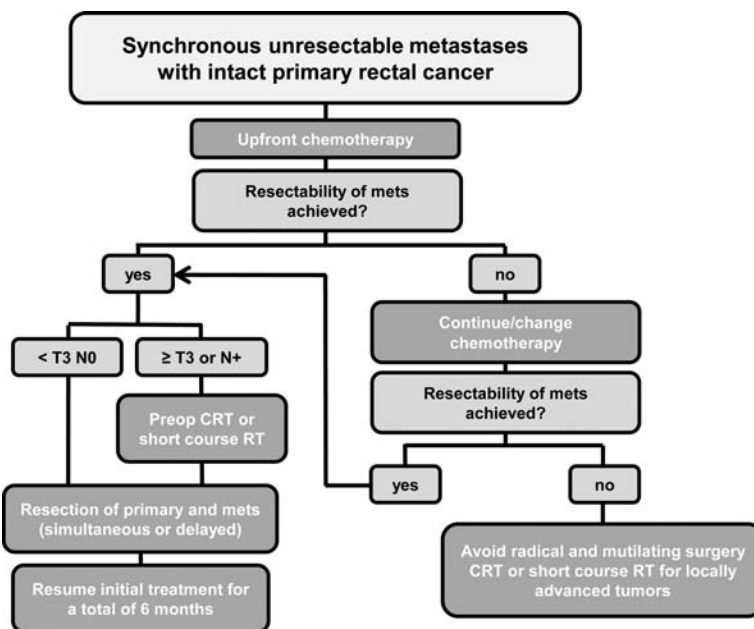 Synchronous unresectable metastases
with intact primary rectal cancer
Upfront chemotherapy
Resectability of mets
achieved?
yes
no
< T3 N0
≥ T3 or N+
Continue/change
chemotherapy
Preop CRT or
short course RT
Resectability of mets
achieved?
yes
no
Resection of primary and mets
(simultaneous or delayed)
Resume initial treatment for
a total of 6 months
Avoid radical and mutilating surgery
CRT or short course RT for locally
advanced tumors